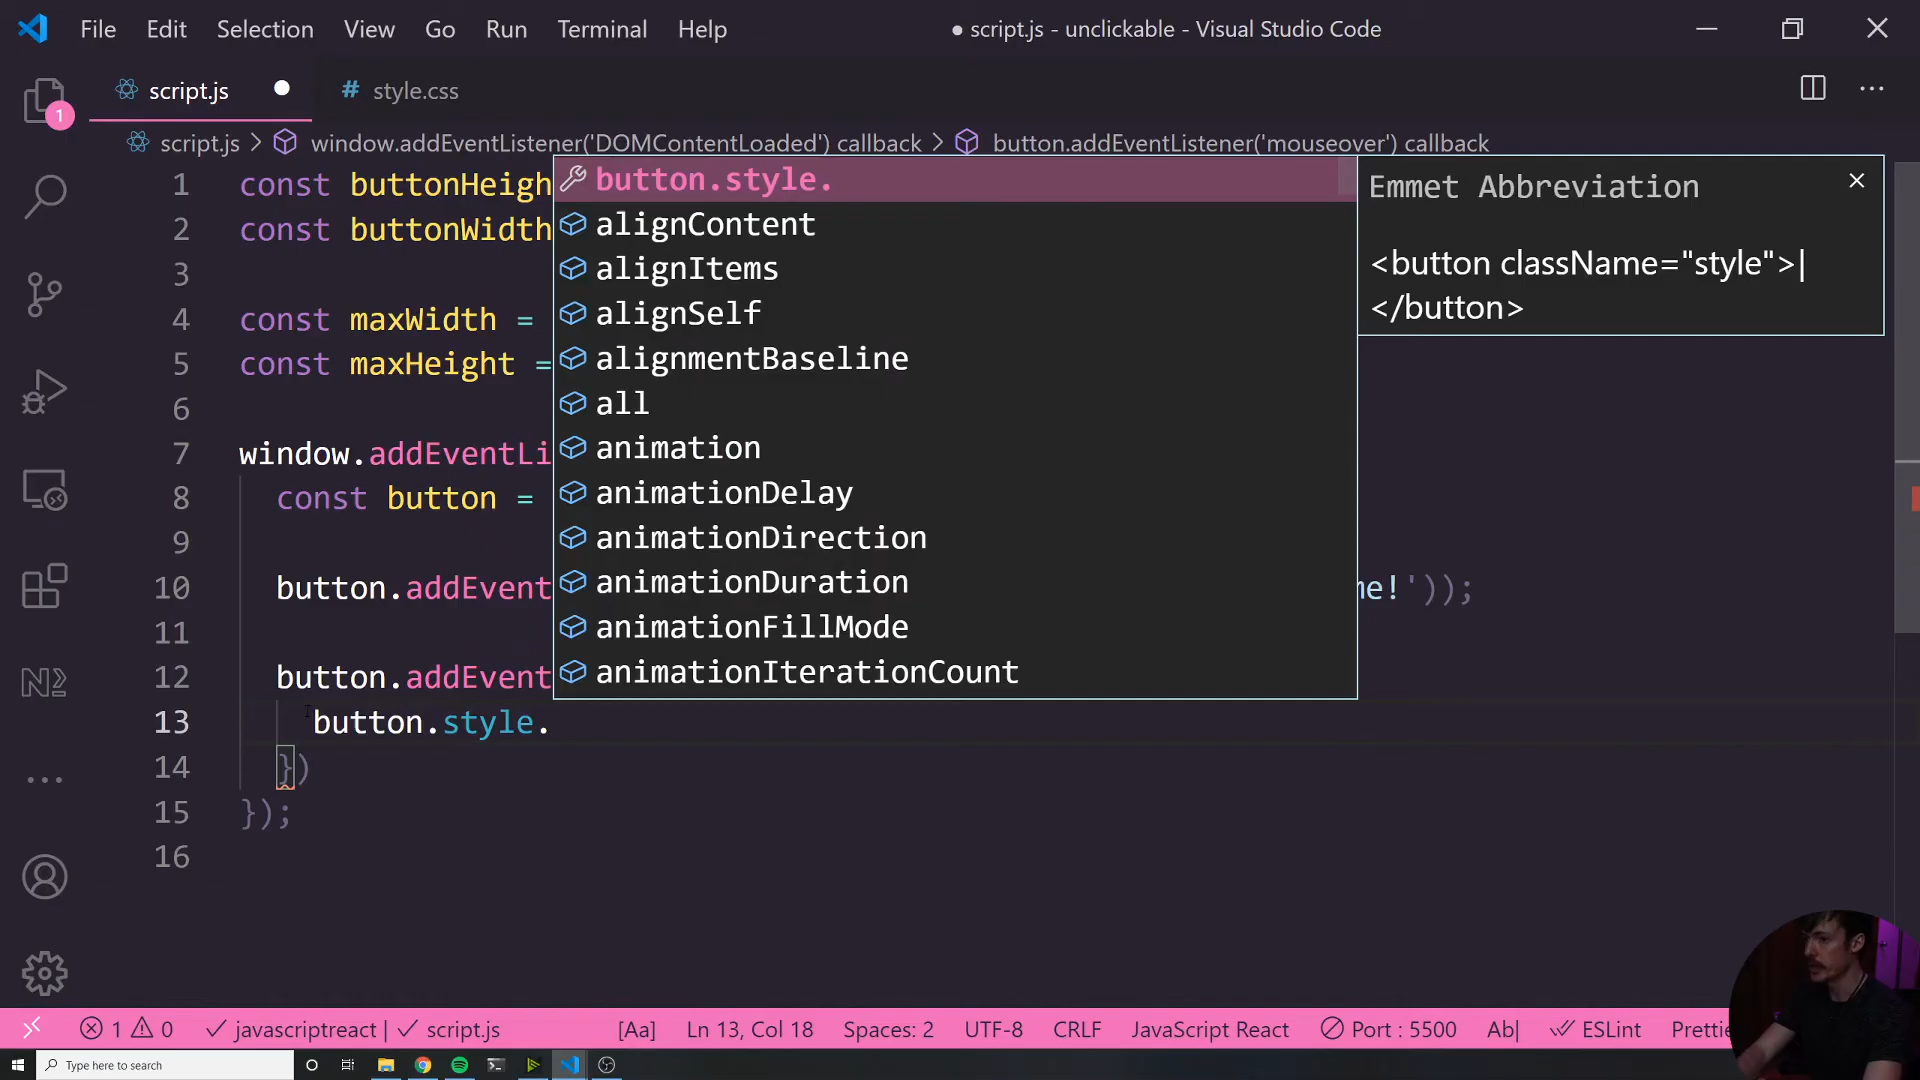 File Edit Selection View Go Run Terminal Help
● script.js - unclickable - Visual Studio Code
script.js
# style.css
1
script.js > window.addEventListener('DOMContentLoaded') callback > button.addEventListener('mouseover') callback
1 const buttonHeigh
2 const buttonWidth
3
4 const maxWidth =
5 const maxHeight =
6
7 window.addEventLi
8 const button =
9
10 button.addEvent
me!'));
11
12 button.addEvent
13 button.style.
14 })
15 });
16
button.style.
alignContent
alignItems
alignSelf
alignmentBaseline
all
animation
animationDelay
animationDirection
animationDuration
animationFillMode
animationIterationCount
Emmet Abbreviation
<button className="style">|
</button>
1 0 javascriptreact | script.js [Aa] Ln 13, Col 18 Spaces: 2 UTF-8 CRLF JavaScript React Port : 5500 Ab| ESLint Prettie
Type here to search